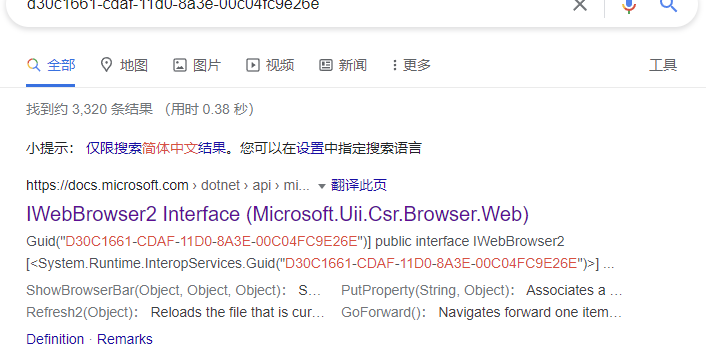 d30c1661-cdaf-11d0-8a3e-00c04fc9e26e
全部 地图 图片 视频 新闻 更多 工具
找到约 3,320 条结果 （用时 0.38 秒）
小提示： 仅限搜索简体中文结果。您可以在设置中指定搜索语言
https://docs.microsoft.com › dotnet › api › mi... 翻译此页
IWebBrowser2 Interface (Microsoft.Uii.Csr.Browser.Web)
Guid("D30C1661-CDAF-11D0-8A3E-00C04FC9E26E")] public interface IWebBrowser2
[<System.Runtime.InteropServices.Guid("D30C1661-CDAF-11D0-8A3E-00C04FC9E26E")>] ...
ShowBrowserBar(Object, Object, Object)： S... PutProperty(String, Object)： Associates a ...
Refresh2(Object)： Reloads the file that is cur... GoForward()： Navigates forward one item...
Definition · Remarks